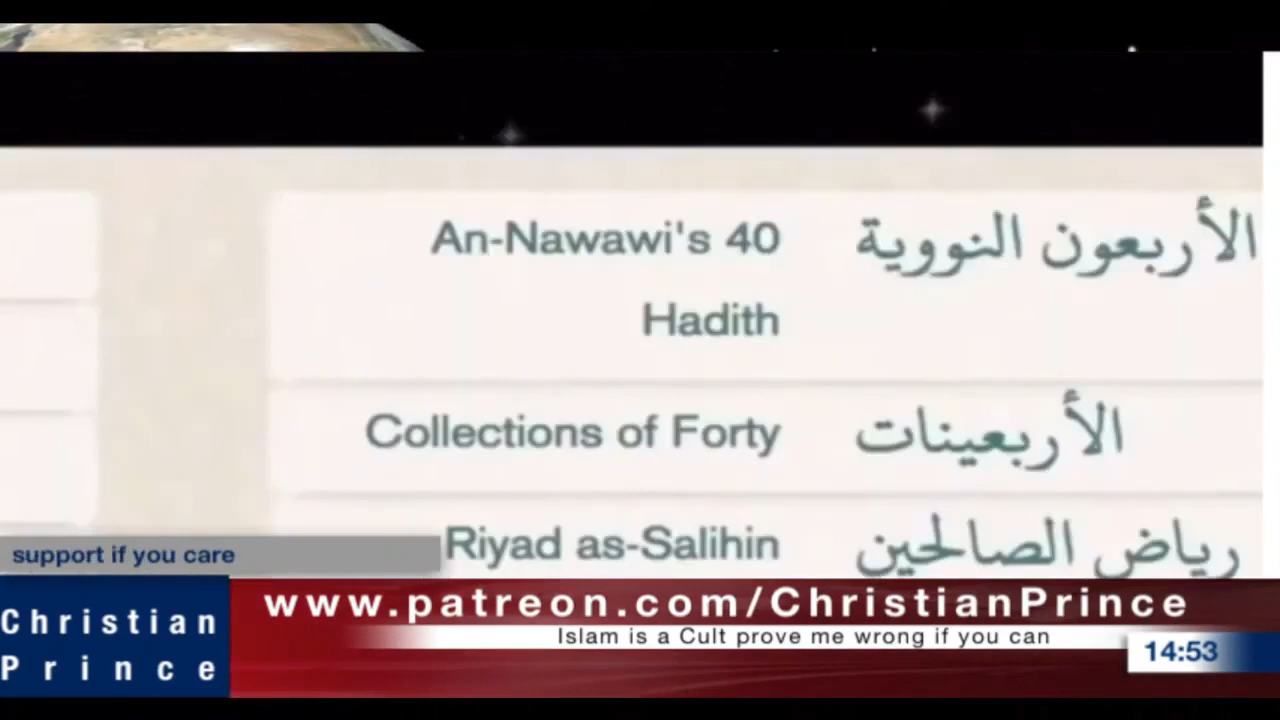 An-Nawawi's 40 الأربعون النووية
Hadith
Collections of Forty الأربعينات
Riyad as-Salihin رياض الصالحين
support if you care
Christian
Prince
www.patreon.com/ChristianPrince
Islam is a Cult prove me wrong if you can
14:53